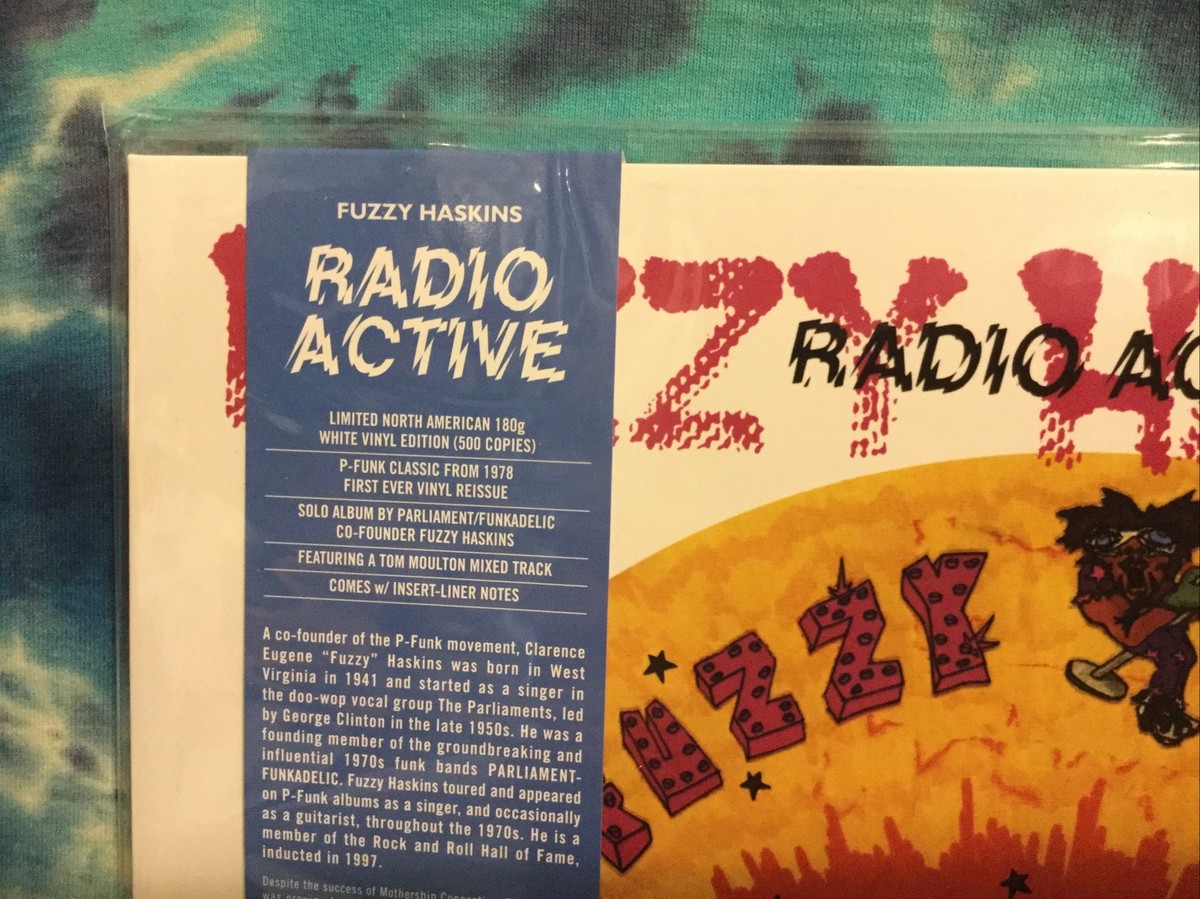 FUZZY HASKINS
RADIO
ACTIVE
LIMITED NORTH AMERICAN 180g
WHITE VINYL EDITION (500 COPIES)
P-FUNK CLASSIC FROM 1978
FIRST EVER VINYL REISSUE
SOLO ALBUM BY PARLIAMENT/FUNKADELIC
CO-FOUNDER FUZZY HASKINS
FEATURING A TOM MOULTON MIXED TRACK
COMES w/ INSERT-LINER NOTES
A co-founder of the P-Funk movement, Clarence
Eugene “Fuzzy” Haskins was born in West
Virginia in 1941 and started as a singer in
the doo-wop vocal group The Parliaments, led
by George Clinton in the late 1950s. He was a
founding member of the groundbreaking and
influential 1970s funk bands PARLIAMENT-
FUNKADELIC. Fuzzy Haskins toured and appeared
on P-Funk albums as a singer, and occasionally
as a guitarist, throughout the 1970s. He is a
member of the Rock and Roll Hall of Fame,
inducted in 1997.
Despite the success of Mothership
ZY H
RADIO AC
FUZZY